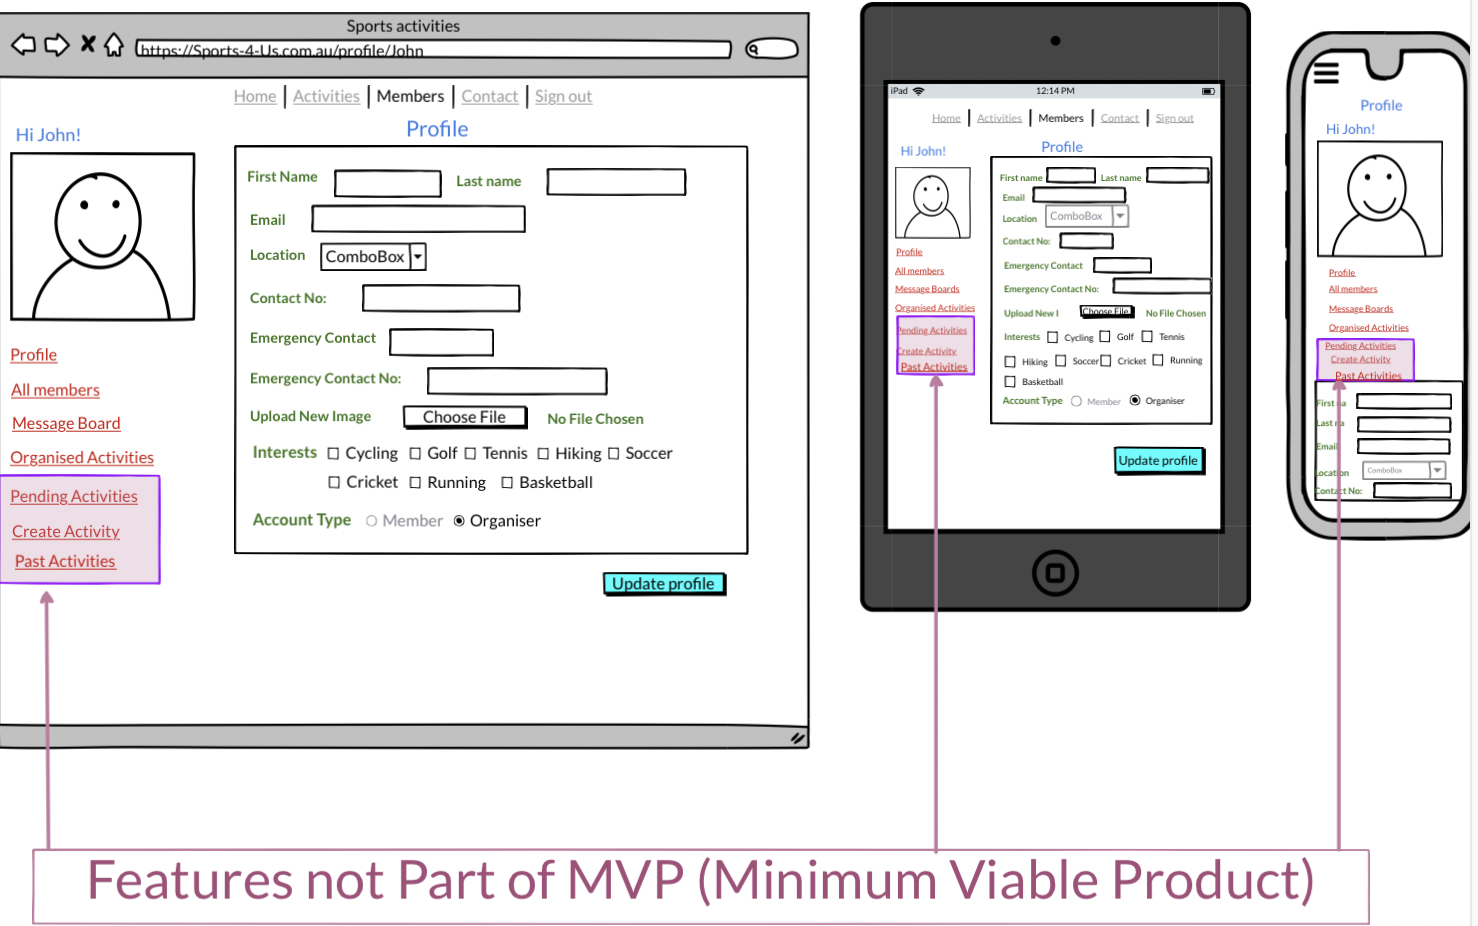 Sports activities
https://Sports-4-Us.com.au/profile/John
Home | Activities | Members | Contact | Sign out
Hi John!
Profile
First Name
Last name
Email
Location ComboBox
Contact No:
Emergency Contact
Emergency Contact No:
Upload New Image Choose File No File Chosen
Interests Cycling Golf Tennis Hiking Soccer
Cricket Running Basketball
Account Type Member Organiser
Update profile
Profile
All members
Message Board
Organised Activities
Pending Activities
Create Activity
Past Activities
iPad 12:14 PM
Home | Activities | Members | Contact | Sign out
Hi John!
Profile
First name Last name
Email
Location ComboBox
Contact No:
Emergency Contact
Emergency Contact No:
Upload New I Choose File No File Chosen
Interests Cycling Golf Tennis
Hiking Soccer Cricket Running
Basketball
Account Type Member Organiser
Update profile
Profile
All members
Message Boards
Organised Activities
Pending Activities
Create Activity
Past Activities
Profile
Hi John!
Profile
All members
Message Boards
Organised Activities
Pending Activities
Create Activity
Past Activities
First na
Last na
Email
Location ComboBox
Contact No:
Features not Part of MVP (Minimum Viable Product)